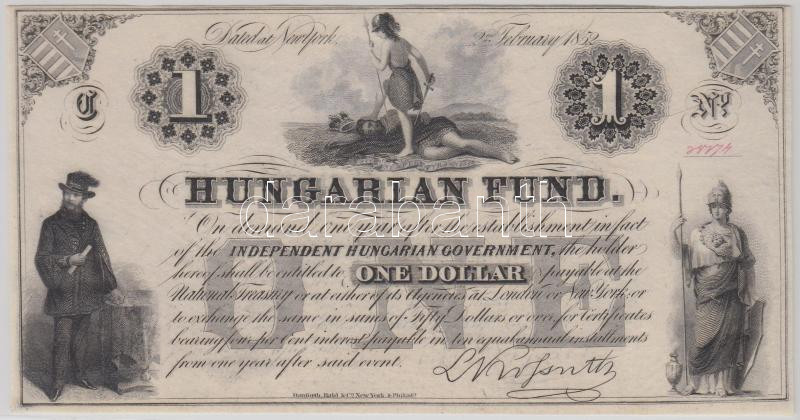 Dated at New York, 2nd February 1852
1
1
C
No
HUNGARIAN FUND.
On demand, one year after the establishment in fact
of the INDEPENDENT HUNGARIAN GOVERNMENT, the holder
hereof shall be entitled to ONE DOLLAR payable at the
National Treasury or at either of its Agencies at London or New York, or
to exchange the same in sums of Fifty Dollars or over, for Certificates
bearing four per Cent interest payable in ten equal annual installments
from one year after said event.
ONE
Danforth, Bald & Co. New York & Philada.
databanth